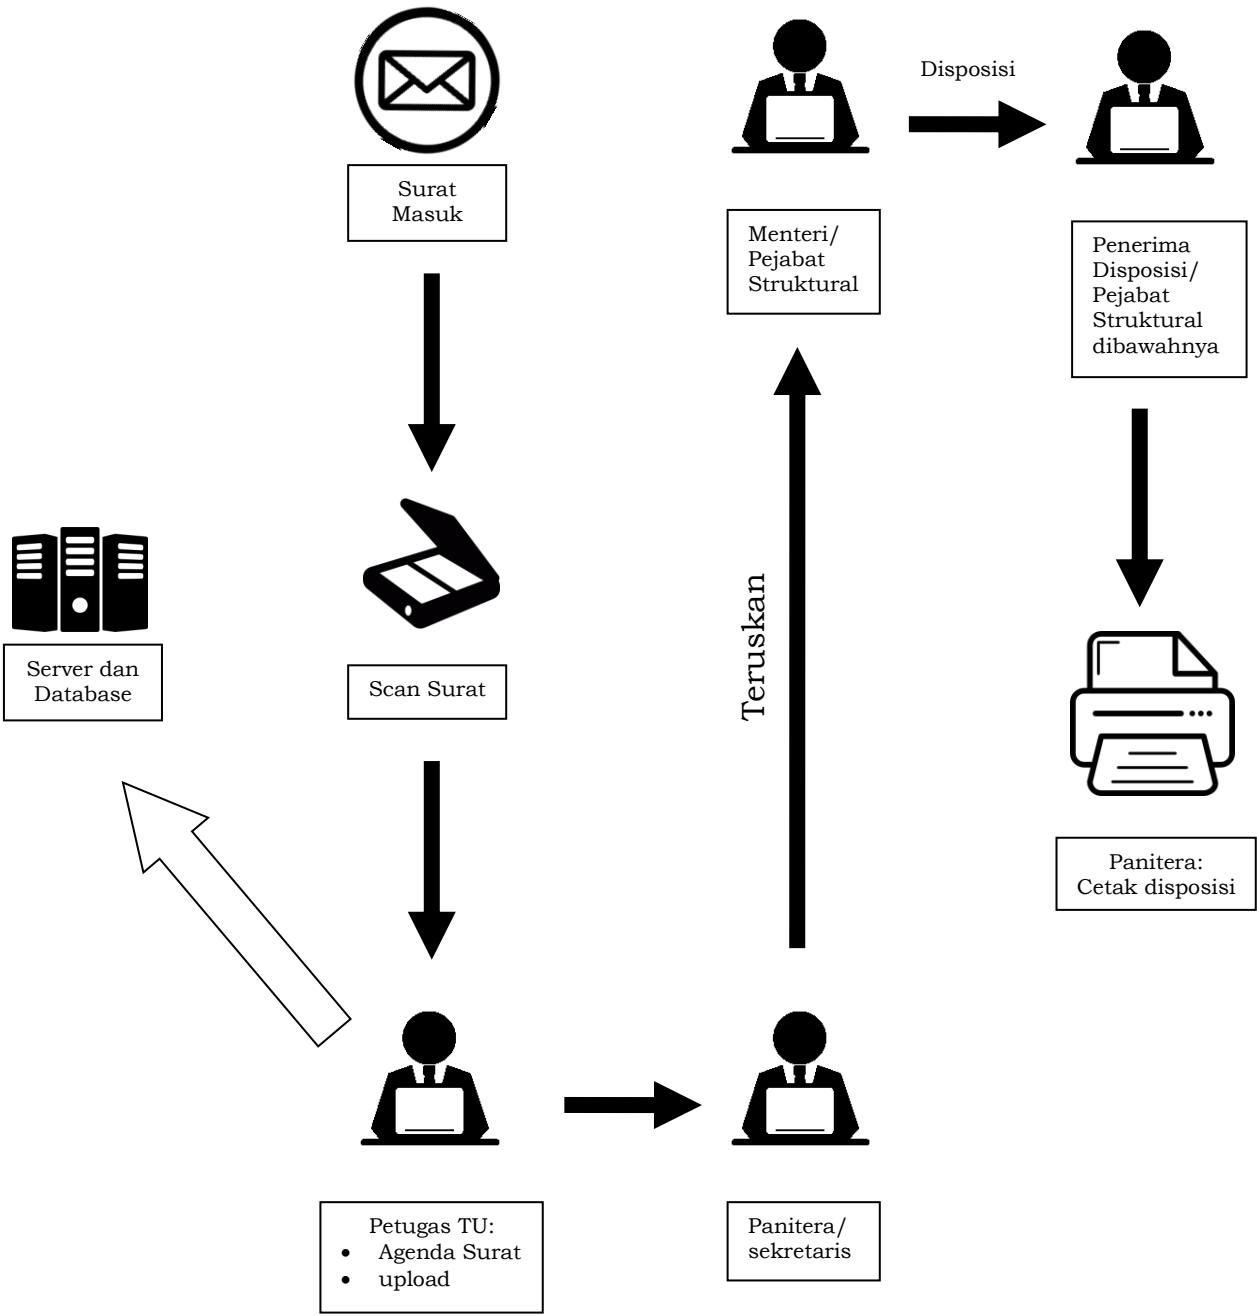 Surat
Masuk
Scan Surat
Server dan
Database
Petugas TU:
• Agenda Surat
• upload
Panitera/
sekretaris
Teruskan
Menteri/
Pejabat
Struktural
Disposisi
Penerima
Disposisi/
Pejabat
Struktural
dibawahnya
Panitera:
Cetak disposisi